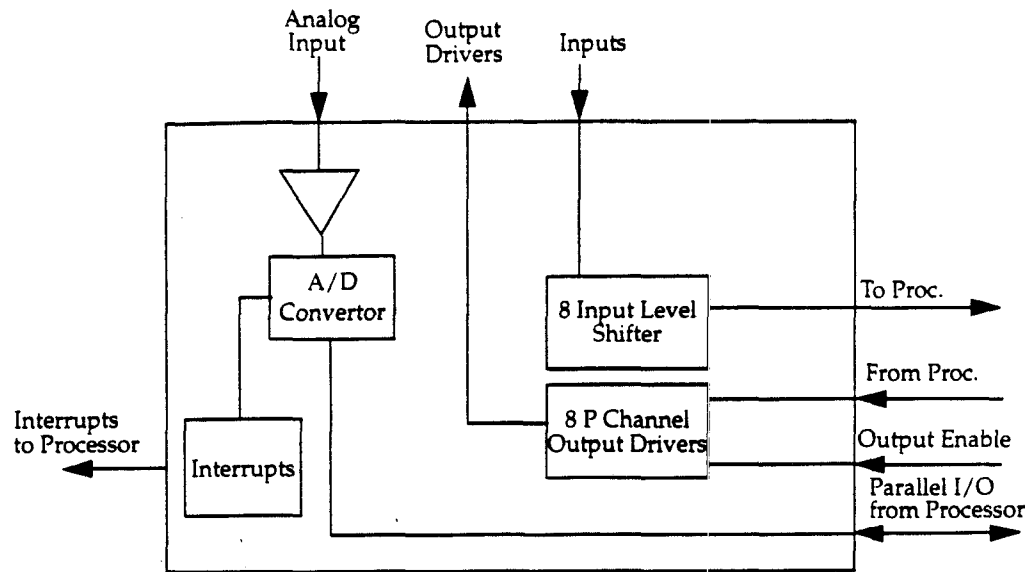 Analog
Input
Output
Drivers
Inputs
A/D
Convertor
8 Input Level
Shifter
To Proc.
From Proc.
8 P Channel
Output Drivers
Output Enable
Interrupts
to Processor
Interrupts
Parallel I/O
from Processor